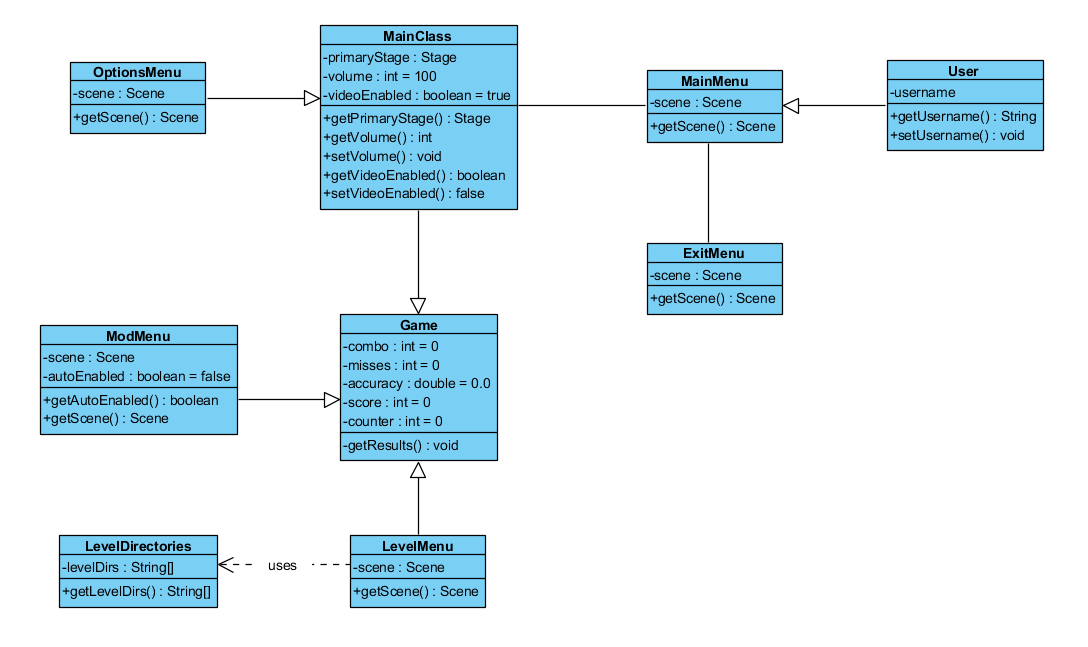 MainClass
-primaryStage : Stage
-volume : int = 100
-videoEnabled : boolean = true
+getPrimaryStage() : Stage
+getVolume() : int
+setVolume() : void
+getVideoEnabled() : boolean
+setVideoEnabled() : false
OptionsMenu
-scene : Scene
+getScene() : Scene
MainMenu
-scene : Scene
+getScene() : Scene
User
-username
+getUsername() : String
+setUsername() : void
ExitMenu
-scene : Scene
+getScene() : Scene
ModMenu
-scene : Scene
-autoEnabled : boolean = false
+getAutoEnabled() : boolean
+getScene() : Scene
Game
-combo : int = 0
-misses : int = 0
-accuracy : double = 0.0
-score : int = 0
-counter : int = 0
-getResults() : void
LevelDirectories
-levelDirs : String[]
+getLevelDirs() : String[]
uses
LevelMenu
-scene : Scene
+getScene() : Scene